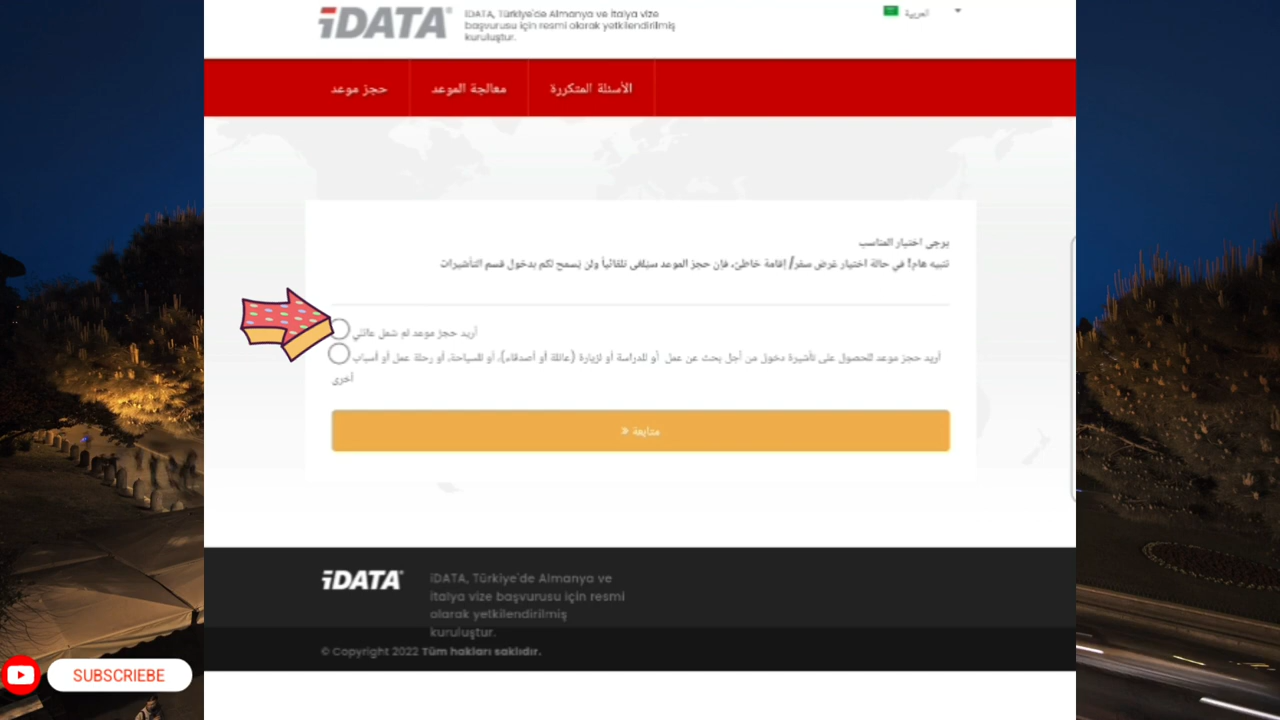 iDATA
iDATA, Türkiye'de Almanya ve İtalya vize
başvurusu için resmi olarak yetkilendirilmiş
kuruluştur.
العربية
حجز موعد
معالجة الموعد
الأسئلة المتكررة
يرجى اختيار المناسب
تنبيه هام! في حالة اختيار غرض سفر/ إقامة خاطئ، فإن حجز الموعد سيُلغى تلقائياً ولن يُسمح لكم بدخول قسم التأشيرات
أريد حجز موعد لم شمل عائلي
أريد حجز موعد للحصول على تأشيرة دخول من أجل بحث عن عمل أو للدراسة أو لزيارة (عائلة أو أصدقاء)، أو للسياحة، أو رحلة عمل أو أسباب
أخرى
متابعة »
iDATA
iDATA, Türkiye'de Almanya ve
İtalya vize başvurusu için resmi
olarak yetkilendirilmiş
kuruluştur.
© Copyright 2022 Tüm hakları saklıdır.
SUBSCRIEBE